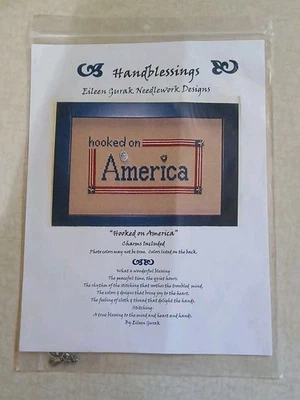 Handblessings
Eileen Gurak Needlework Designs
hooked on
America
"Hooked on America"
Charms Included
Photo colors may not be true. Colors listed on the back.
What a wonderful blessing
The peaceful time, the quiet hours.
The rhythm of the stitching that soothes the troubled mind.
The colors & designs that bring joy to the heart.
The feeling of cloth & thread that delight the hands.
Stitching
A true blessing to the mind and heart and hands.
By Eileen Gurak